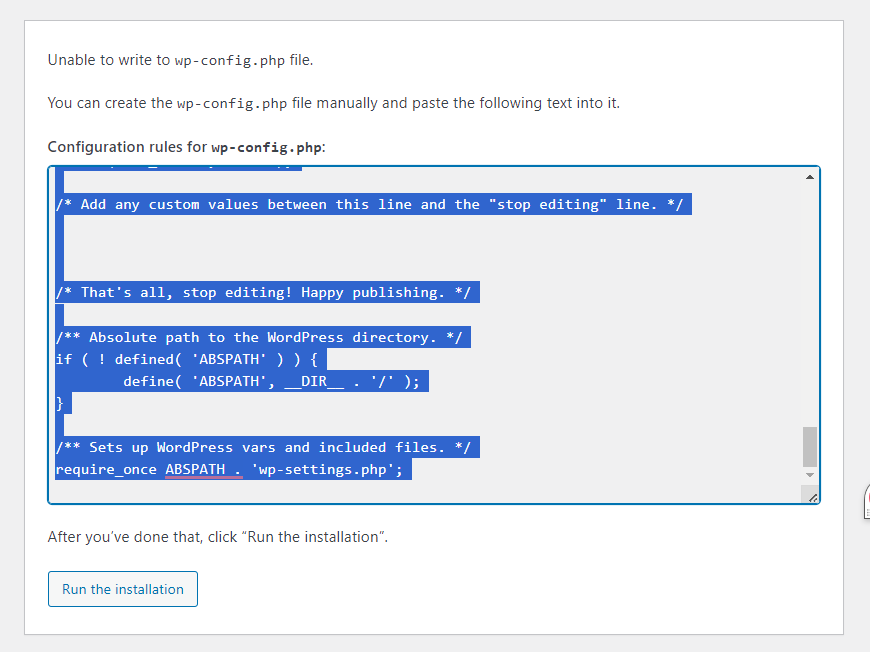 Unable to write to wp-config.php file.
You can create the wp-config.php file manually and paste the following text into it.
Configuration rules for wp-config.php:
/* Add any custom values between this line and the "stop editing" line. */
/* That's all, stop editing! Happy publishing. */
/** Absolute path to the WordPress directory. */
if ( ! defined( 'ABSPATH' ) ) {
define( 'ABSPATH', __DIR__ . '/' );
}
/** Sets up WordPress vars and included files. */
require_once ABSPATH . 'wp-settings.php';
After you've done that, click “Run the installation”.
Run the installation